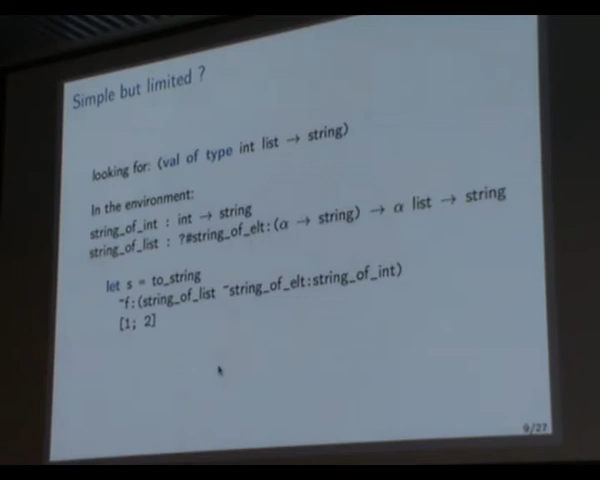 Simple but limited ?
looking for: (val of type int list → string)
In the environment:
string_of_int : int → string
string_of_list : ?#string_of_elt:(α → string) → α list → string
let s = to_string
~f:(string_of_list ~string_of_elt:string_of_int)
[1; 2]
9/27